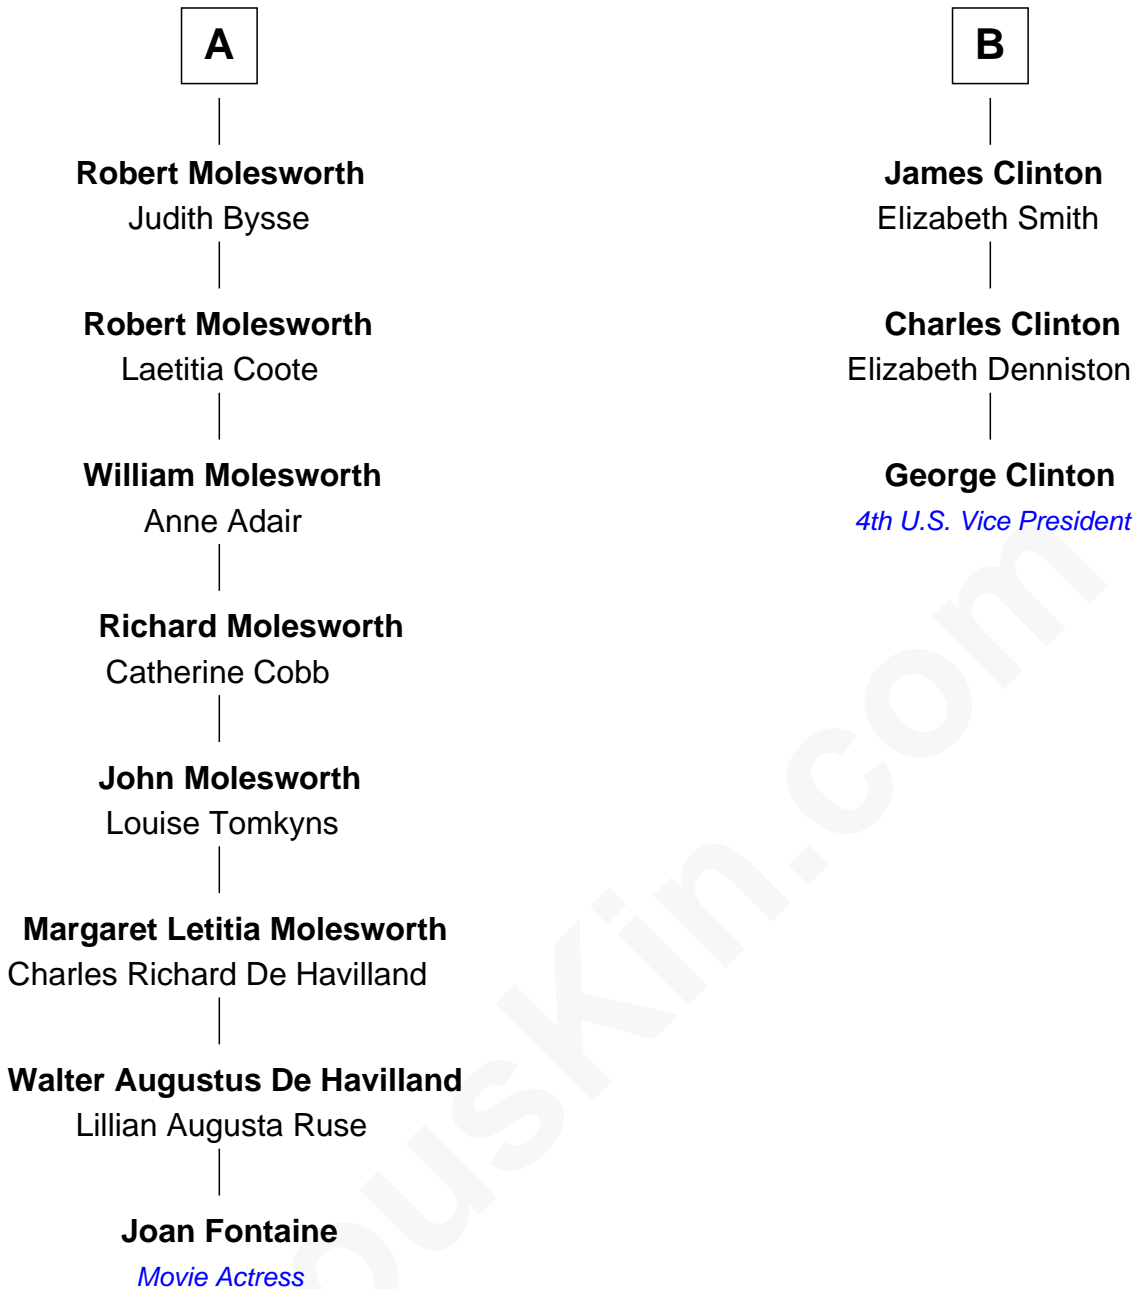 A
Robert Molesworth
Judith Bysse
Robert Molesworth
Laetitia Coote
William Molesworth
Anne Adair
Richard Molesworth
Catherine Cobb
John Molesworth
Louise Tomkyns
Margaret Letitia Molesworth
Charles Richard De Havilland
Walter Augustus De Havilland
Lillian Augusta Ruse
Joan Fontaine
Movie Actress
B
James Clinton
Elizabeth Smith
Charles Clinton
Elizabeth Denniston
George Clinton
4th U.S. Vice President
ousKin.com